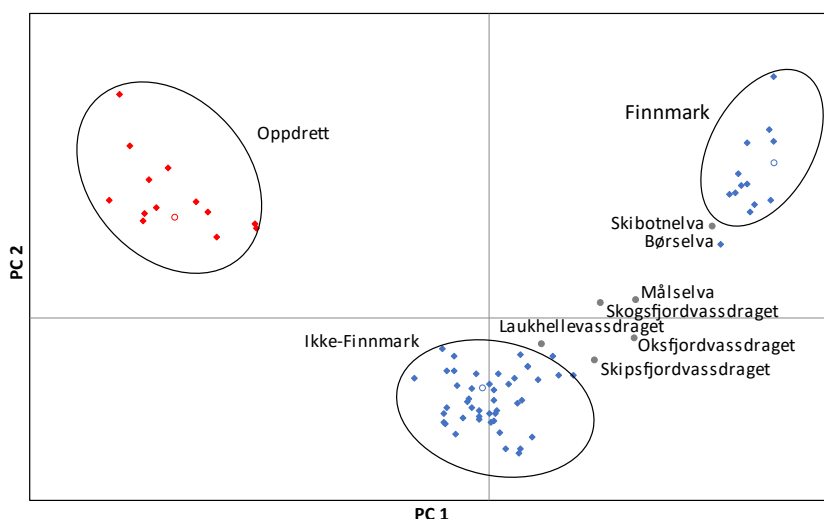 Oppdrett
Finnmark
Skibotnelva
Børselva
Målselva
Skogsfjordvassdraget
Laukhellevassdraget
Ikke-Finnmark
Oksfjordvassdraget
Skipsfjordvassdraget
PC 2
PC 1